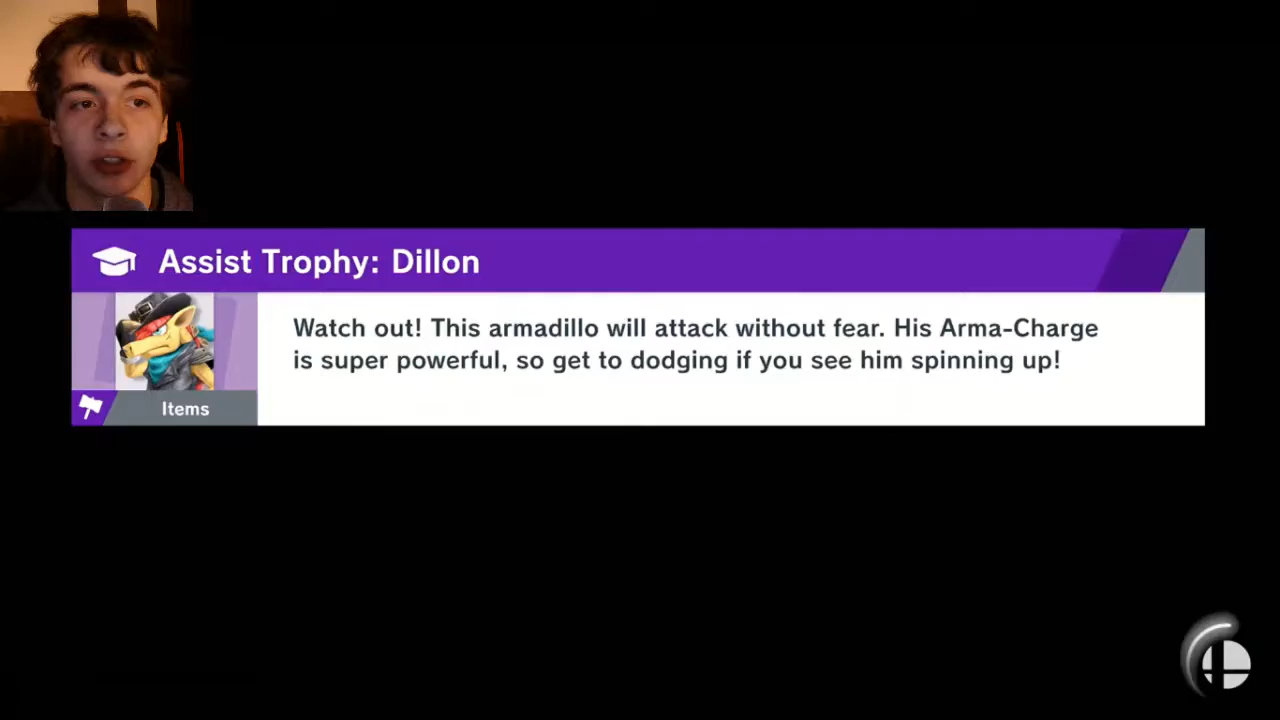 Assist Trophy: Dillon
Watch out! This armadillo will attack without fear. His Arma-Charge
is super powerful, so get to dodging if you see him spinning up!
Items